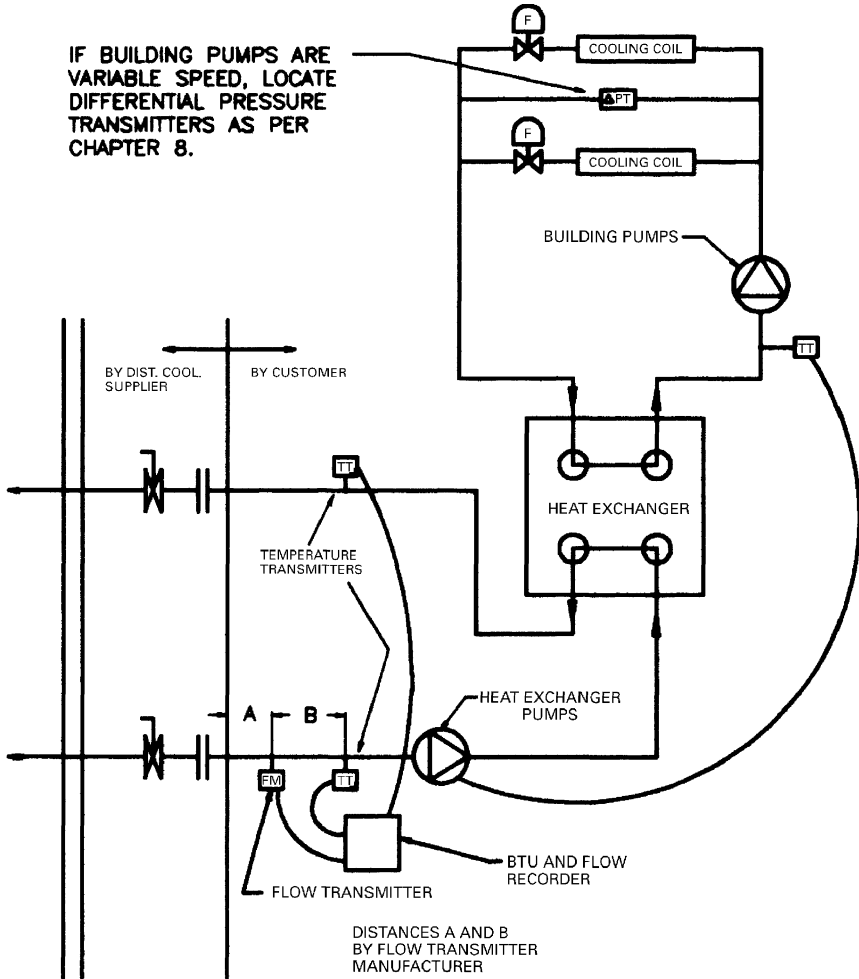 F
COOLING COIL
IF BUILDING PUMPS ARE
VARIABLE SPEED, LOCATE
DIFFERENTIAL PRESSURE
TRANSMITTERS AS PER
CHAPTER 8.
ΔPT
F
COOLING COIL
BUILDING PUMPS
TT
BY DIST. COOL.
SUPPLIER
BY CUSTOMER
TT
HEAT EXCHANGER
TEMPERATURE
TRANSMITTERS
HEAT EXCHANGER
PUMPS
A
B
FM
TT
BTU AND FLOW
RECORDER
FLOW TRANSMITTER
DISTANCES A AND B
BY FLOW TRANSMITTER
MANUFACTURER